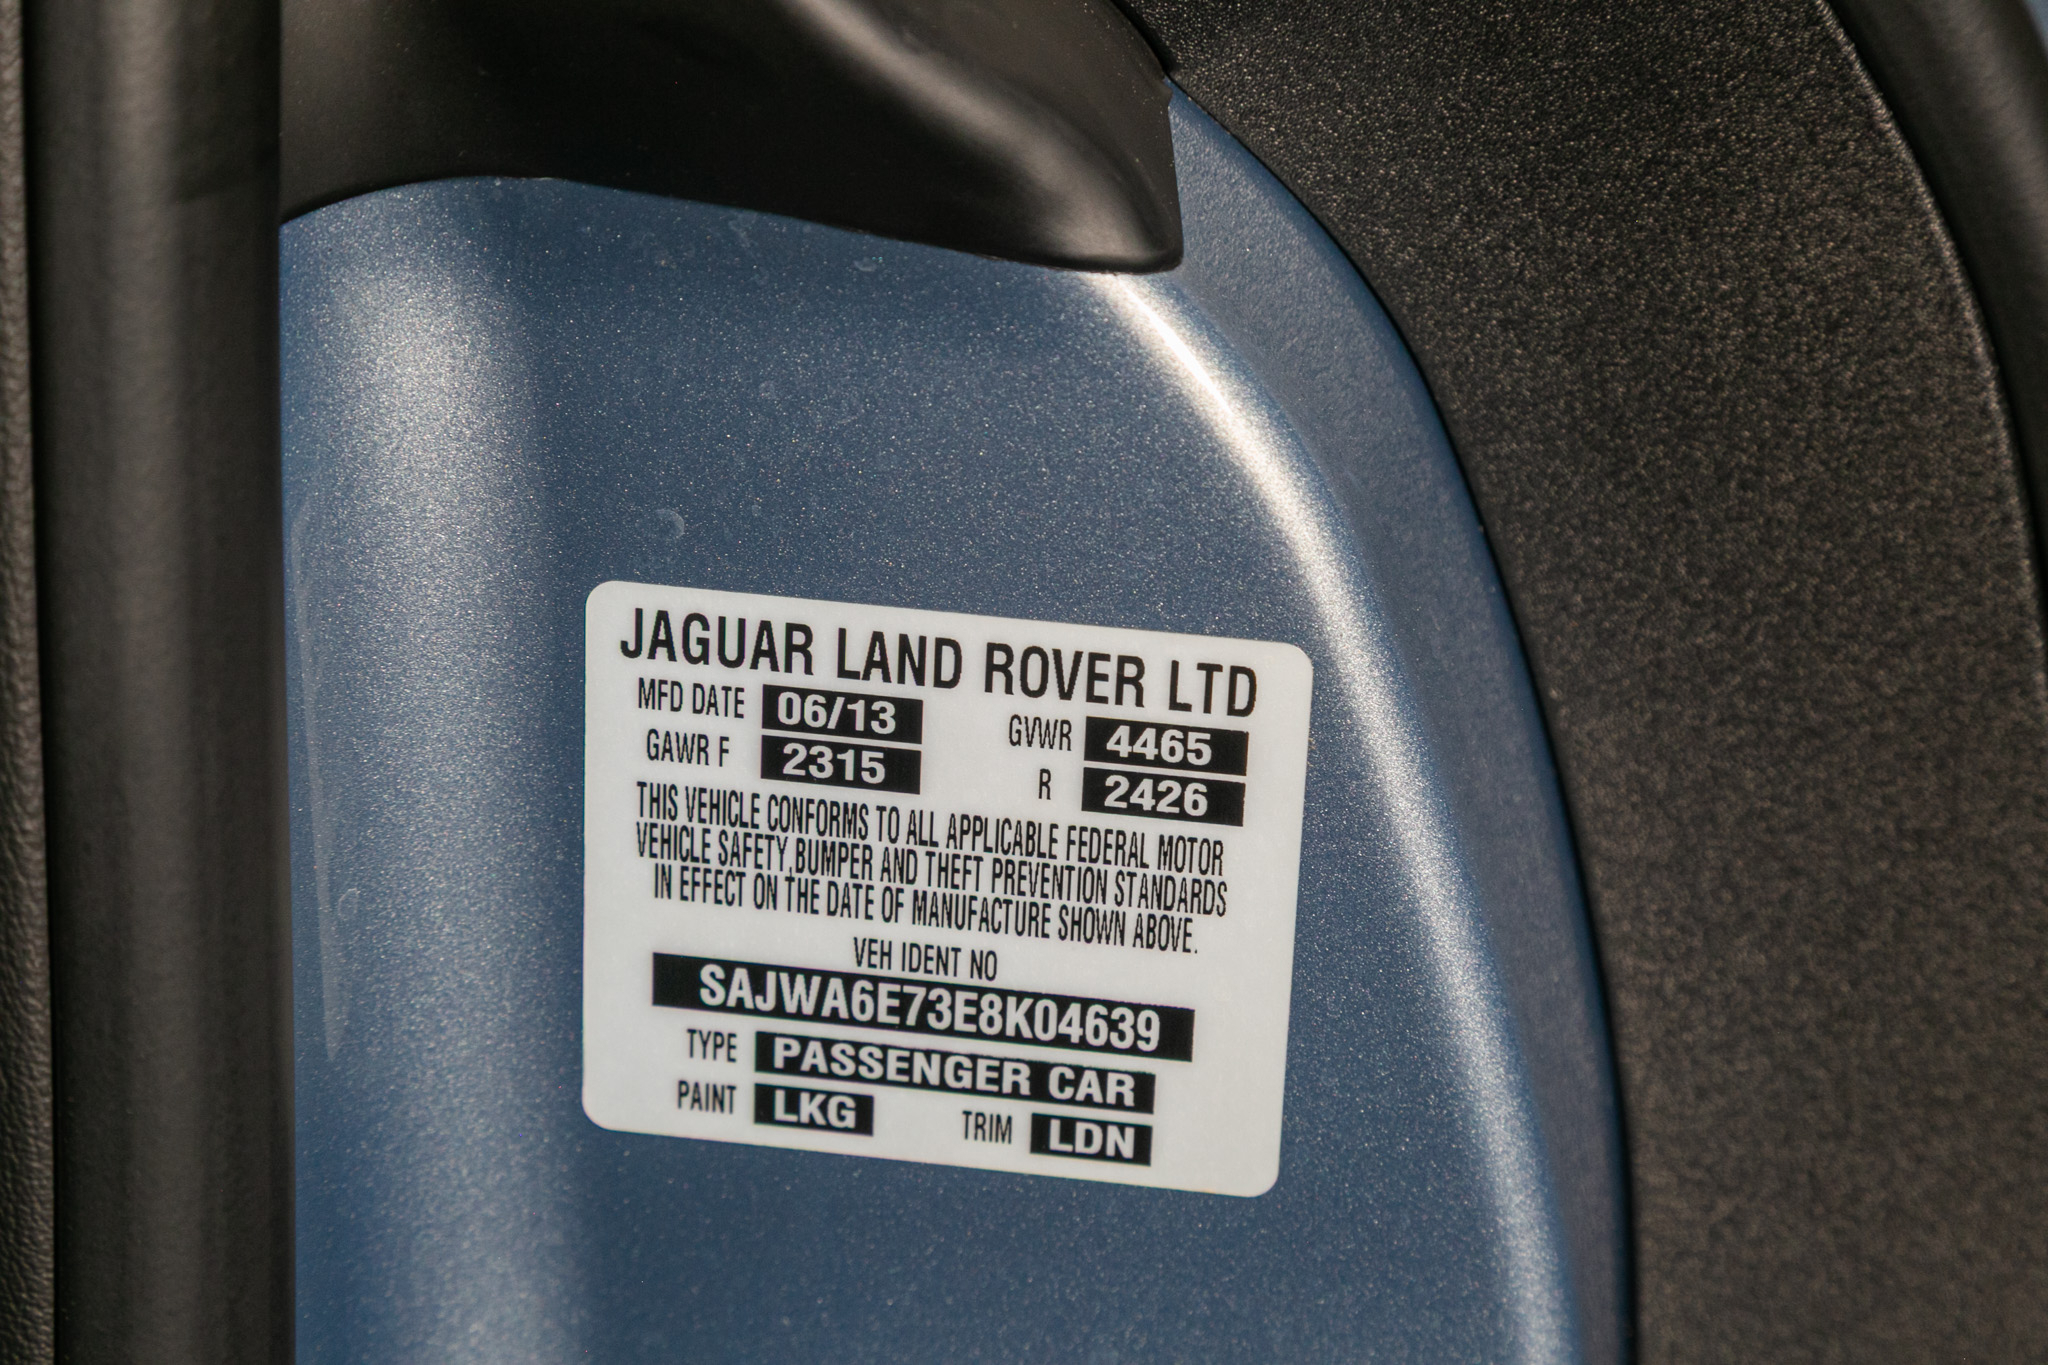 JAGUAR LAND ROVER LTD
MFD DATE 06/13 GVWR 4465
GAWR F 2315 R 2426
THIS VEHICLE CONFORMS TO ALL APPLICABLE FEDERAL MOTOR
VEHICLE SAFETY,BUMPER AND THEFT PREVENTION STANDARDS
IN EFFECT ON THE DATE OF MANUFACTURE SHOWN ABOVE.
VEH IDENT NO
SAJWA6E73E8K04639
TYPE PASSENGER CAR
PAINT LKG TRIM LDN